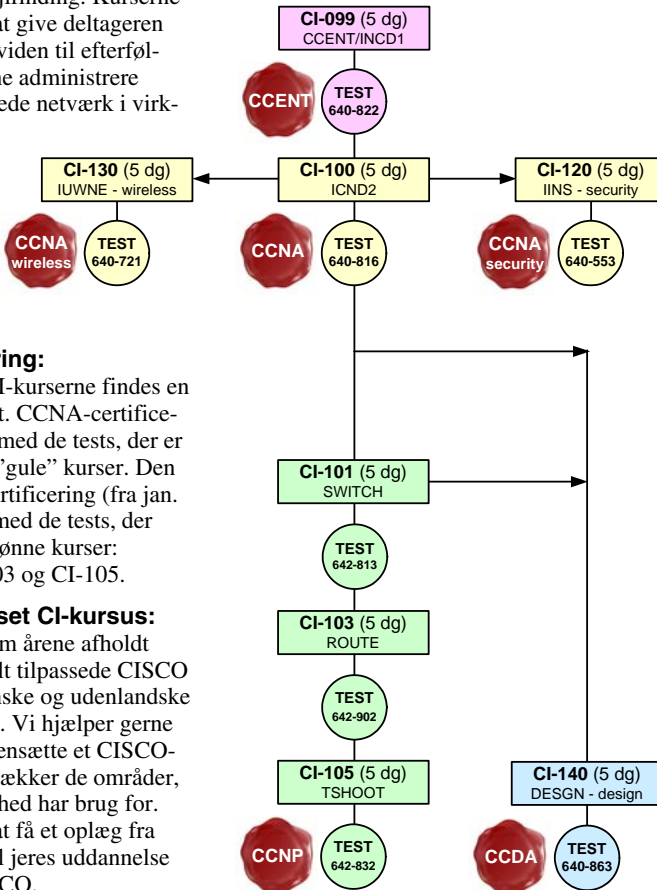 jlfinding. Kurserne
at give deltageren
viden til efterføl-
ne administrere
ede netværk i virk-
ring:
I-kurserne findes en
t. CCNA-certifice-
med de tests, der er
"gule" kurser. Den
rtificering (fra jan.
med de tests, der
ønne kurser:
03 og CI-105.
set CI-kursus:
m årene afholdt
lt tilpassede CISCO
nske og udenlandske
. Vi hjælper gerne
ensætte et CISCO-
ækker de områder,
hed har brug for.
at få et oplæg fra
l jeres uddannelse
CO.
CI-099 (5 dg)
CCENT/INCD1
CCENT
TEST
640-822
CI-130 (5 dg)
IUWNE - wireless
CI-100 (5 dg)
ICND2
CI-120 (5 dg)
IINS - security
CCNA
wireless
TEST
640-721
CCNA
TEST
640-816
CCNA
security
TEST
640-553
CI-101 (5 dg)
SWITCH
TEST
642-813
CI-103 (5 dg)
ROUTE
TEST
642-902
CI-105 (5 dg)
TSHOOT
CI-140 (5 dg)
DESGN - design
CCNP
TEST
642-832
CCDA
TEST
640-863